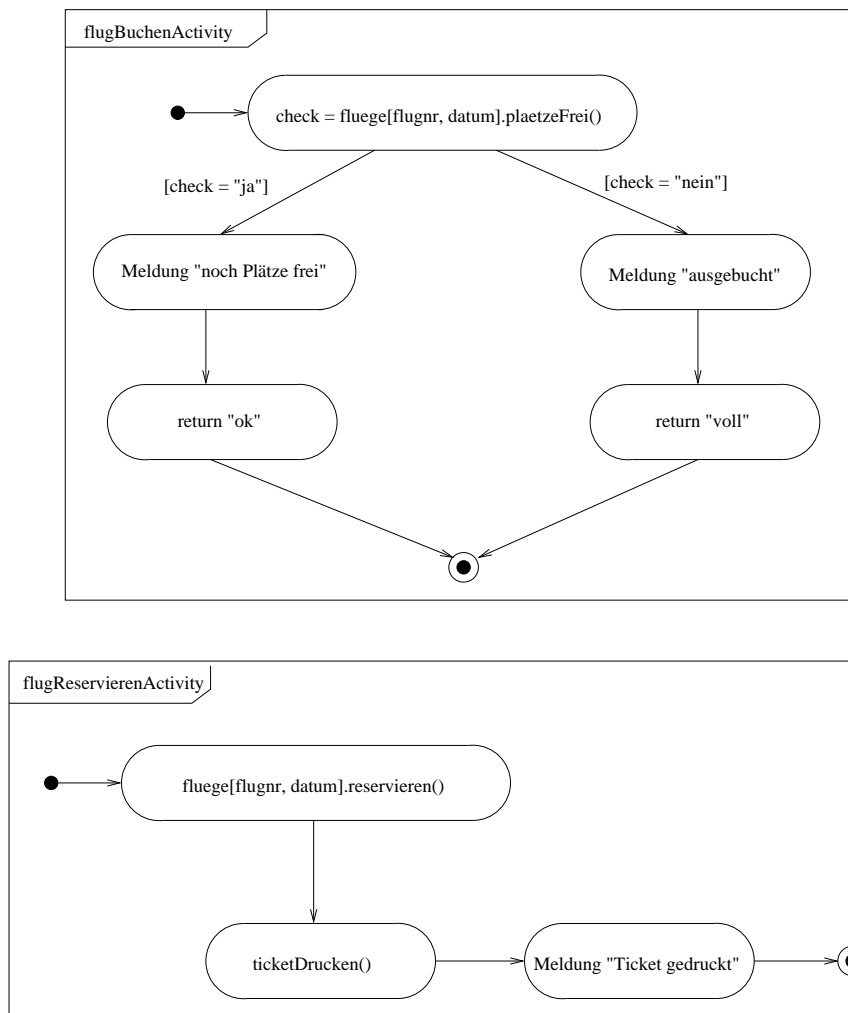 flugBuchenActivity
check = fluege[flugnr, datum].plaetzeFrei()
[check = "ja"]
[check = "nein"]
Meldung "noch Plätze frei"
Meldung "ausgebucht"
return "ok"
return "voll"
flugReservierenActivity
fluege[flugnr, datum].reservieren()
ticketDrucken()
Meldung "Ticket gedruckt"